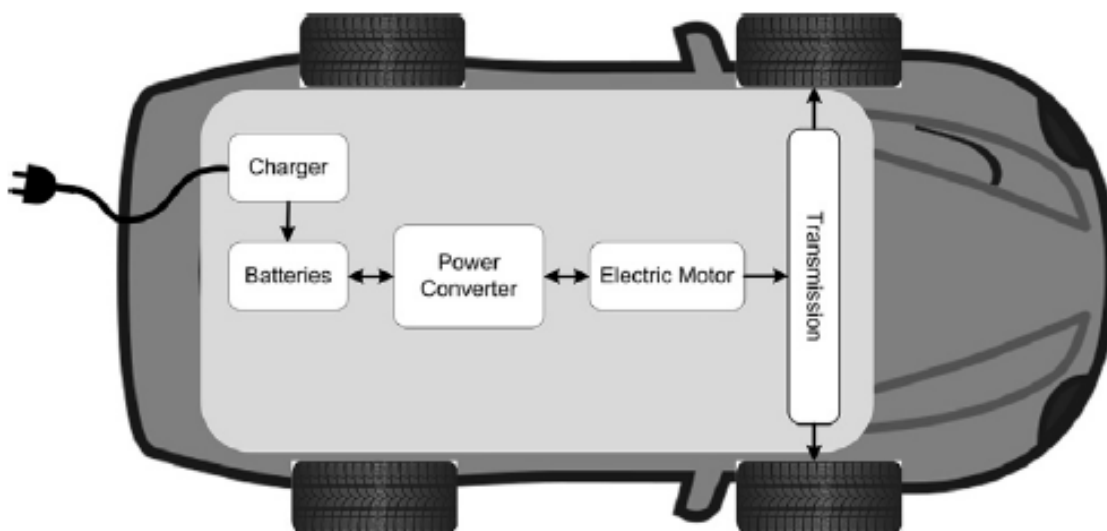 Charger
Batteries
Power
Converter
Electric Motor
Transmission